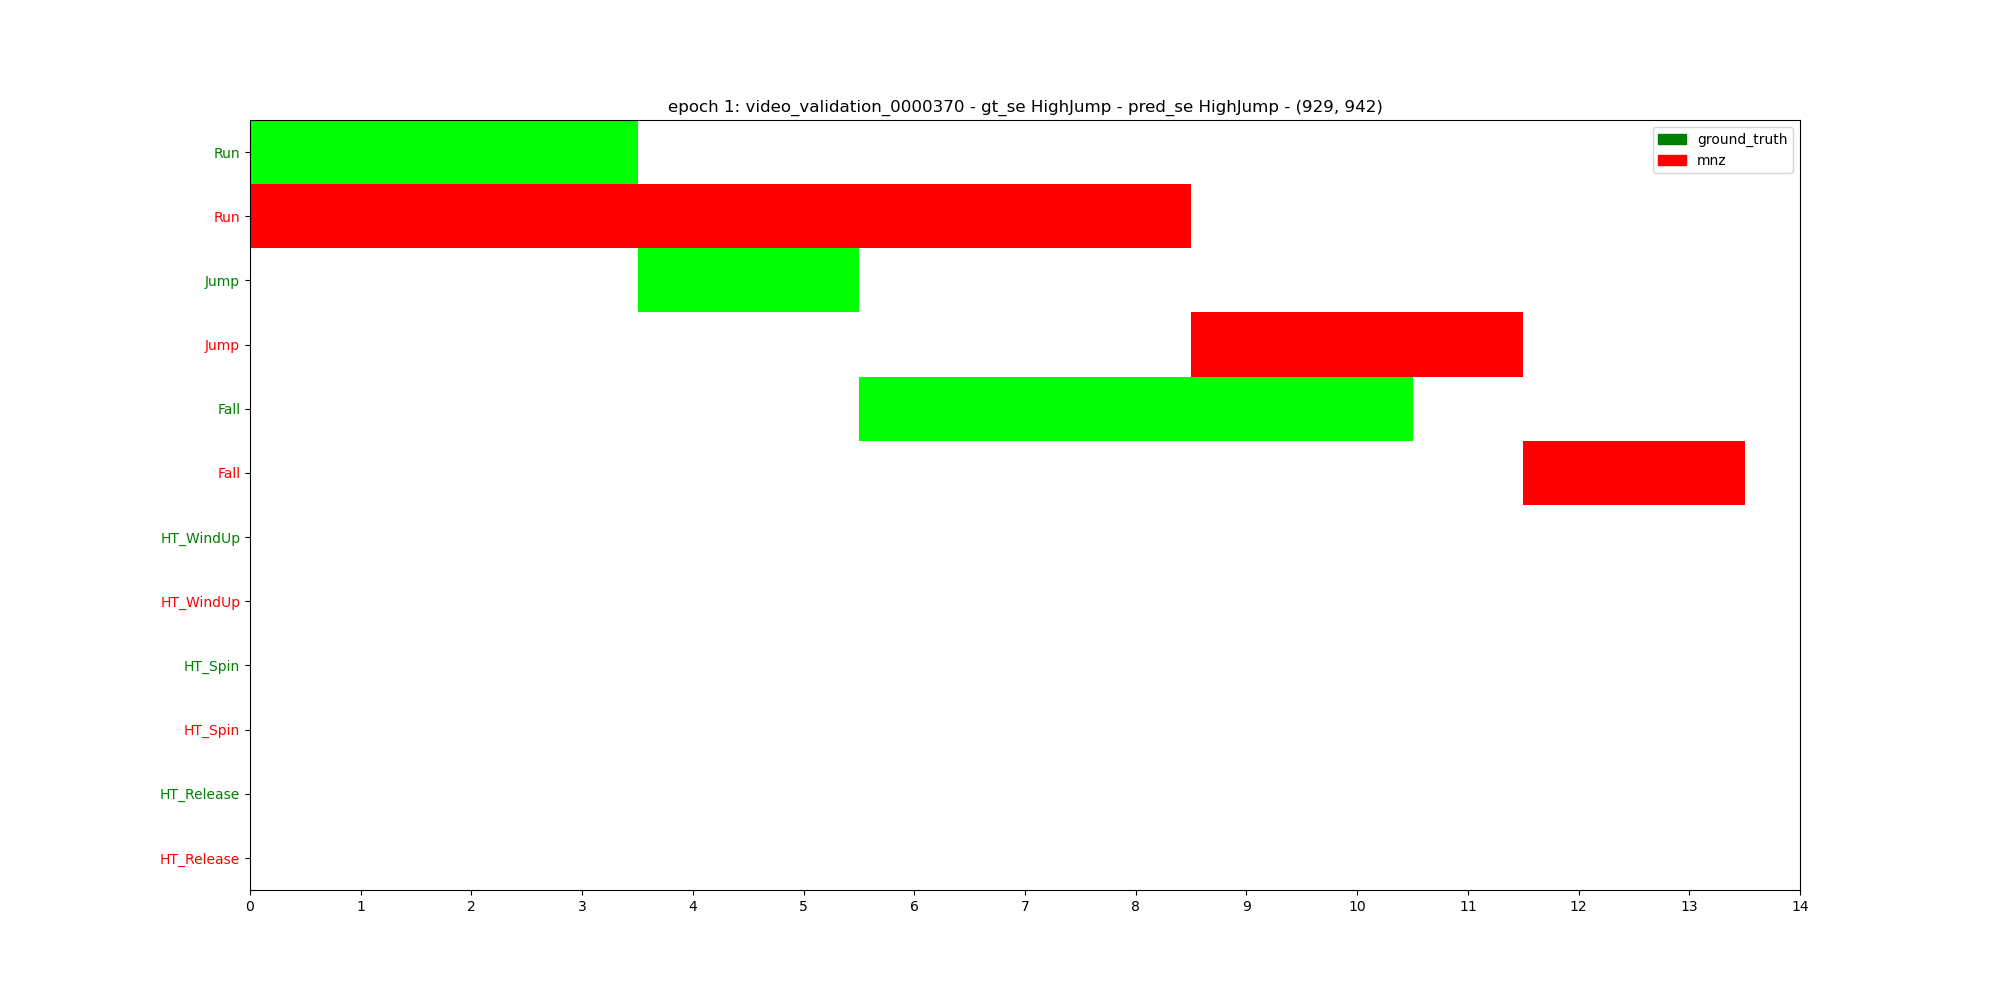 epoch 1: video_validation_0000370 - gt_se HighJump - pred_se HighJump - (929, 942)
ground_truth
mnz
Run
Run
Jump
Jump
Fall
Fall
HT_WindUp
HT_WindUp
HT_Spin
HT_Spin
HT_Release
HT_Release
0 1 2 3 4 5 6 7 8 9 10 11 12 13 14